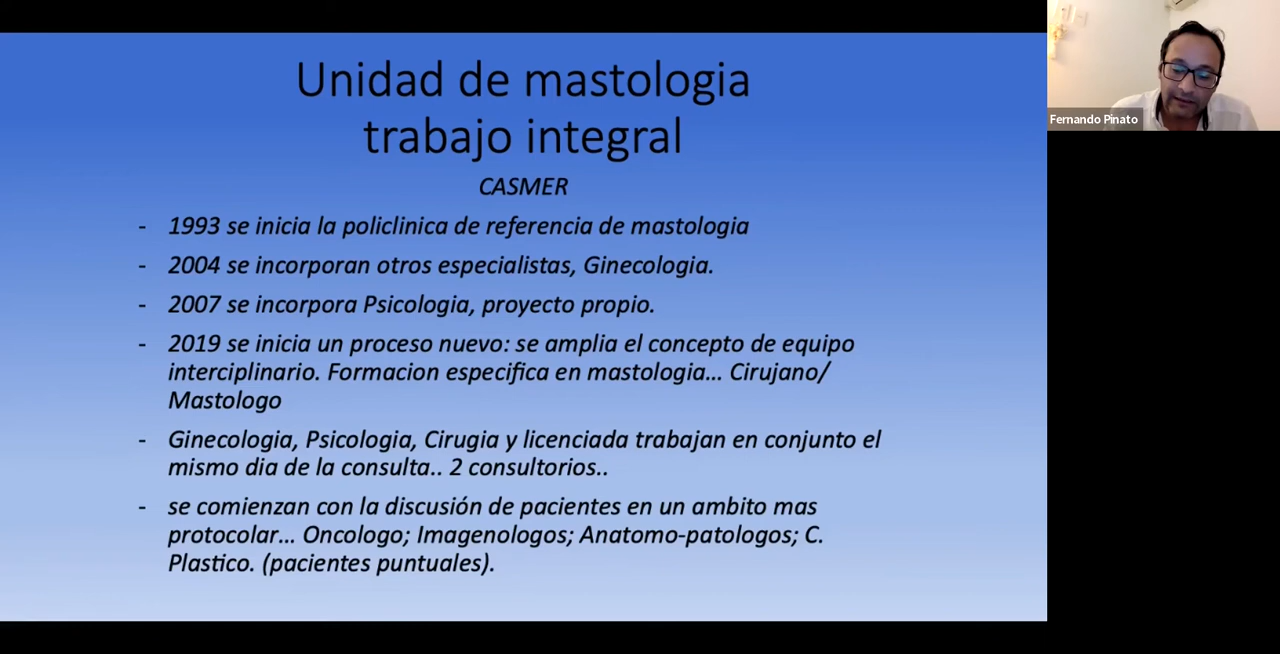 Unidad de mastologia
trabajo integral
CASMER
- 1993 se inicia la policlinica de referencia de mastologia
- 2004 se incorporan otros especialistas, Ginecologia.
- 2007 se incorpora Psicologia, proyecto propio.
- 2019 se inicia un proceso nuevo: se amplia el concepto de equipo
interciplinario. Formacion especifica en mastologia... Cirujano/
Mastologo
- Ginecologia, Psicologia, Cirugia y licenciada trabajan en conjunto el
mismo dia de la consulta.. 2 consultorios..
- se comienzan con la discusión de pacientes en un ambito mas
protocolar... Oncologo; Imagenologos; Anatomo-patologos; C.
Plastico. (pacientes puntuales).
Fernando Pinato